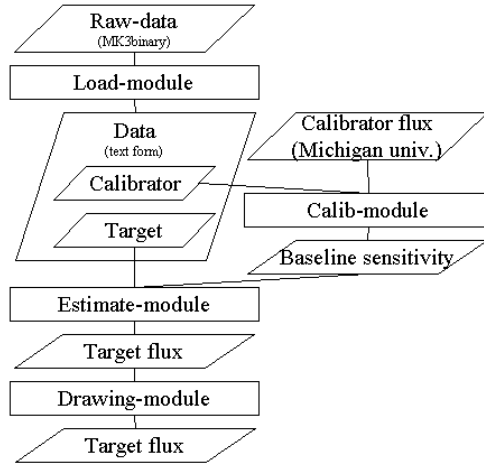 Raw-data
(MK3binary)
Load-module
Data
(text form)
Calibrator
Target
Calibrator flux
(Michigan univ.)
Calib-module
Baseline sensitivity
Estimate-module
Target flux
Drawing-module
Target flux